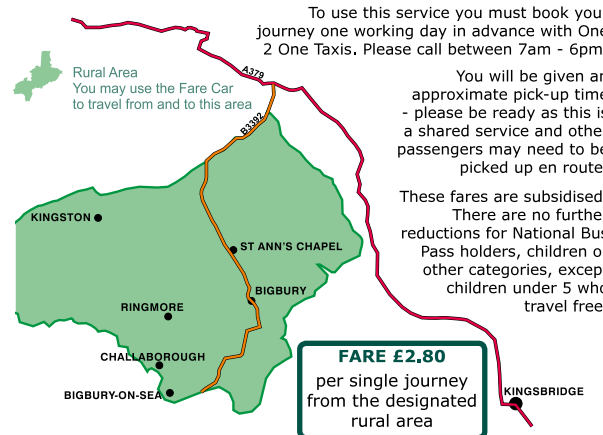 To use this service you must book you
journey one working day in advance with One
2 One Taxis. Please call between 7am - 6pm
Rural Area
You may use the Fare Car
to travel from and to this area
A379
B3392
You will be given an
approximate pick-up time
- please be ready as this is
a shared service and othe
passengers may need to be
picked up en route
These fares are subsidised
There are no furthe
reductions for National Bus
Pass holders, children o
other categories, excep
children under 5 who
travel free
KINGSTON
ST ANN'S CHAPEL
BIGBURY
RINGMORE
CHALLABOROUGH
BIGBURY-ON-SEA
KINGSBRIDGE
FARE £2.80
per single journey
from the designated
rural area